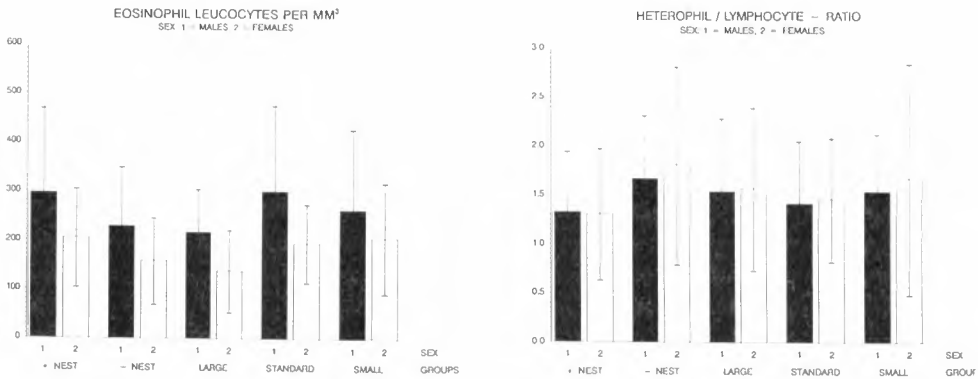 EOSINOPHIL LEUCOCYTES PER MM³
SEX 1 = MALES 2 = FEMALES
600
500
400
300
200
100
0
1 2 1 2 1 2 1 2 1 2 SEX
+ NEST - NEST LARGE STANDARD SMALL GROUPS
HETEROPHIL / LYMPHOCYTE - RATIO
SEX 1 = MALES, 2 = FEMALES
3.0
2.5
2.0
1.5
1.0
0.5
0.0
1 2 1 2 1 2 1 2 1 2 SEX
+ NEST - NEST LARGE STANDARD SMALL GROUPS